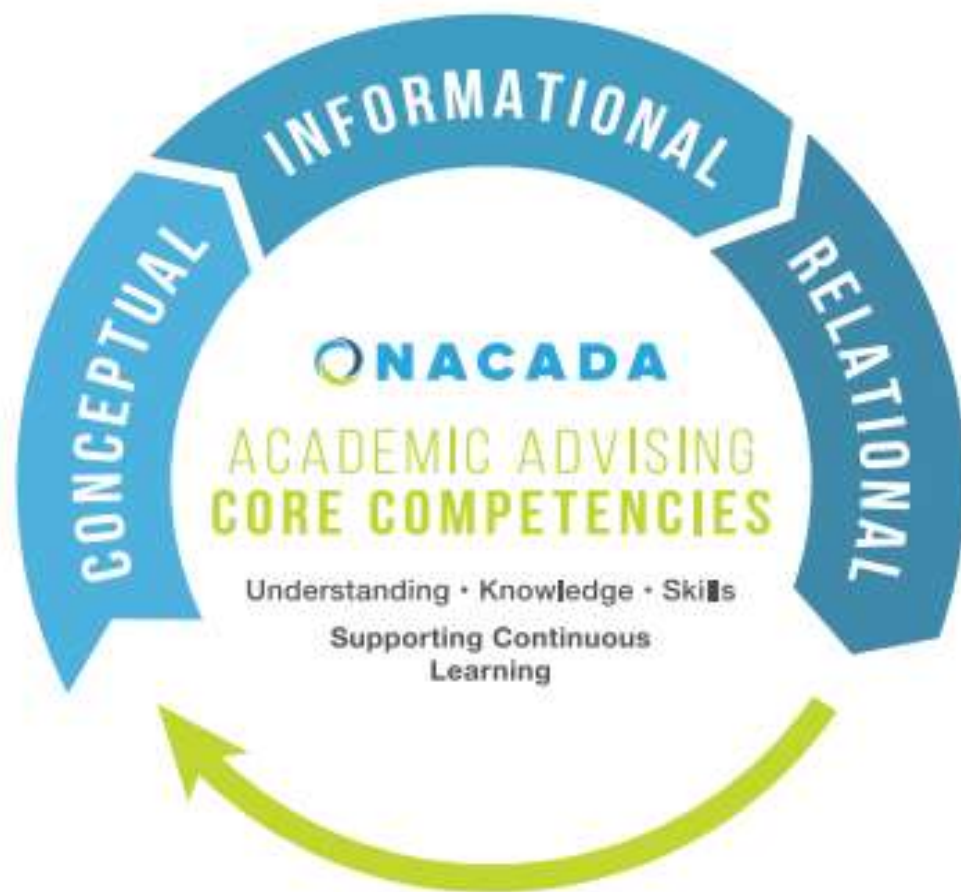 CONCEPTUAL
INFORMATIONAL
RELATIONAL
NACADA
ACADEMIC ADVISING
CORE COMPETENCIES
Understanding • Knowledge • Skills
Supporting Continuous
Learning